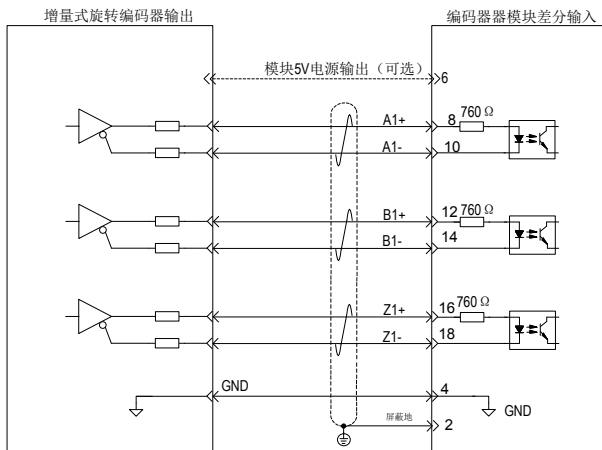 增量式旋转编码器输出
编码器器模块差分输入
模块5V电源输出（可选）
6
A1+
8
760 Ω
A1-
10
B1+
12
760 Ω
B1-
14
Z1+
16
760 Ω
Z1-
18
GND
4
GND
屏蔽地
2